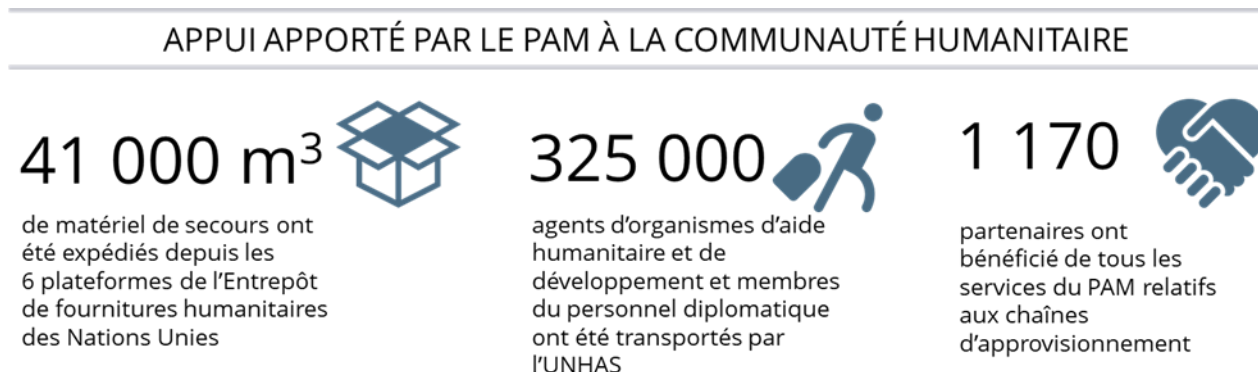 APPUI APPORTÉ PAR LE PAM À LA COMMUNAUTÉ HUMANITAIRE
41 000 m³
de matériel de secours ont
été expédiés depuis les
6 plateformes de l'Entrepôt
de fournitures humanitaires
des Nations Unies
325 000
agents d'organismes d'aide
humanitaire et de
développement et membres
du personnel diplomatique
ont été transportés par
l'UNHAS
1 170
partenaires ont
bénéficié de tous les
services du PAM relatifs
aux chaînes
d'approvisionnement